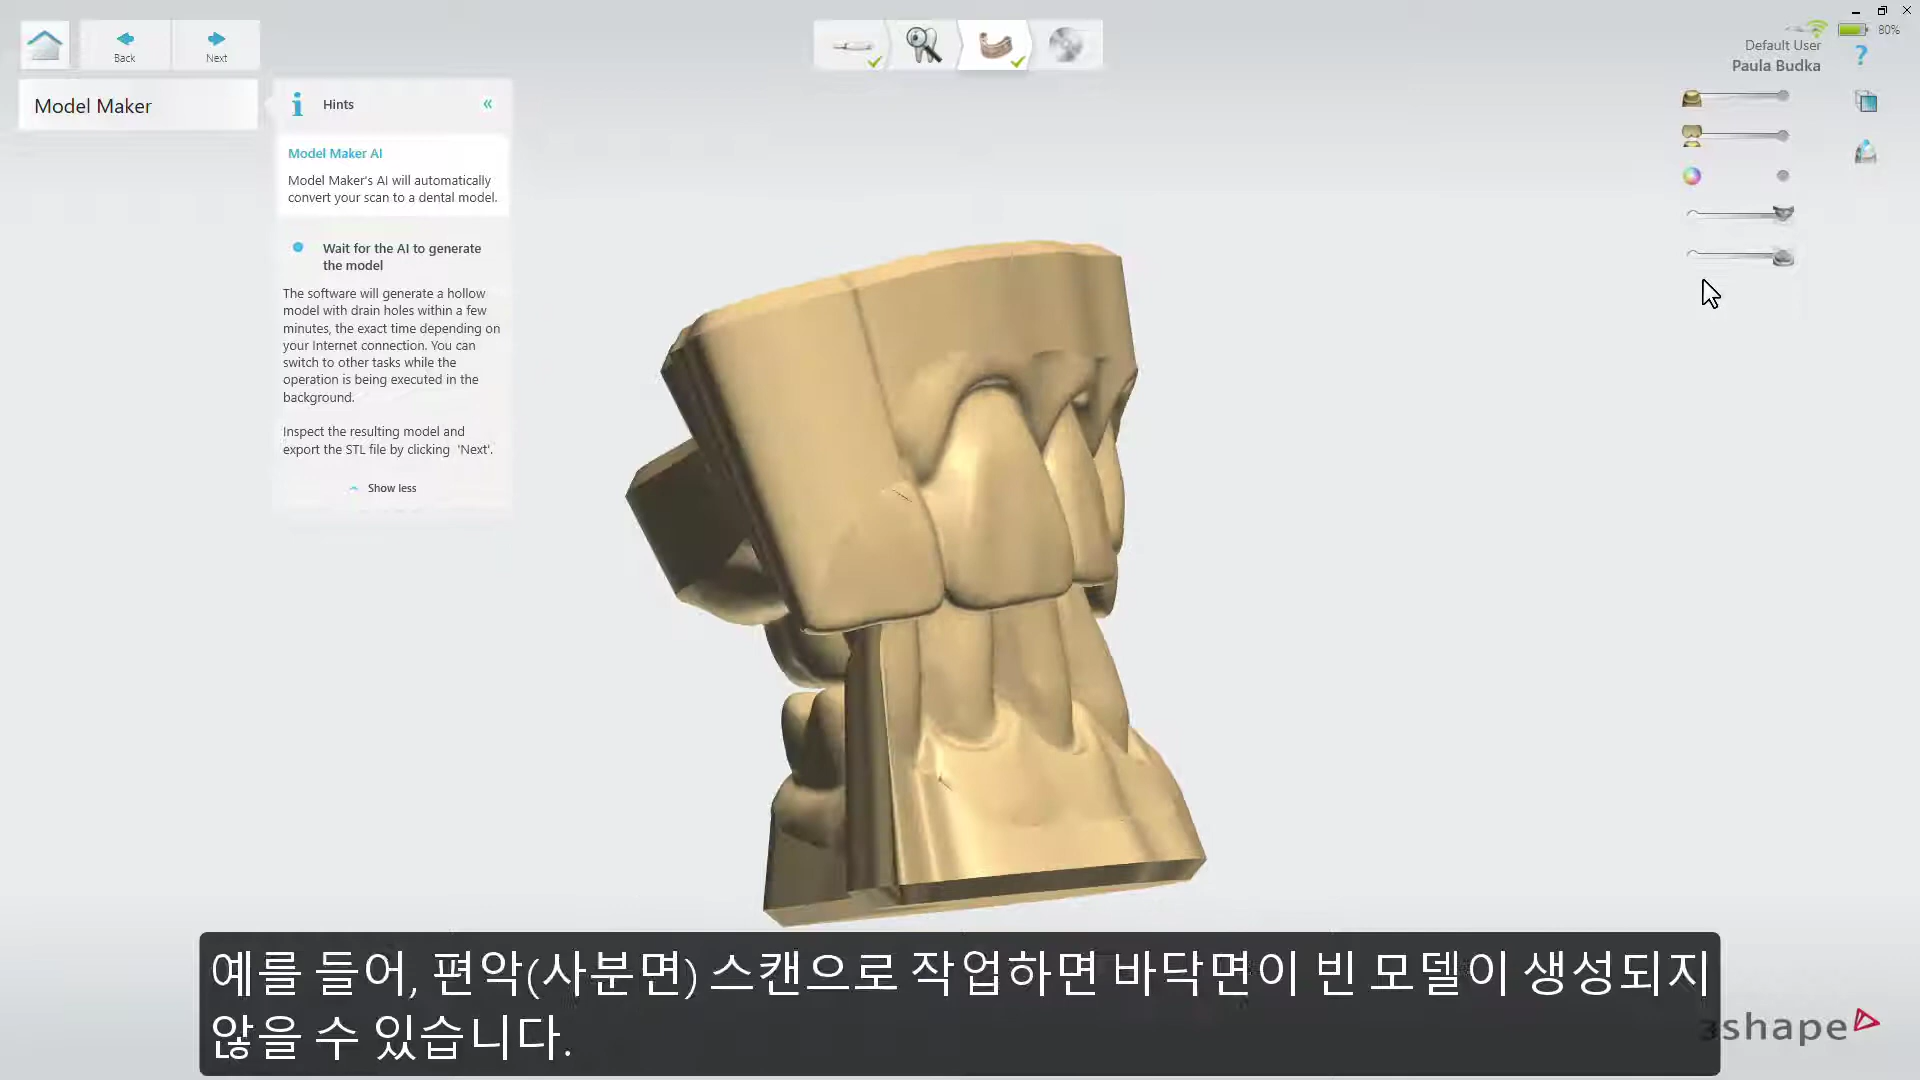 80%
Default User
Paula Budka
?
Back
Next
Model Maker
i
Hints
«
Model Maker AI
Model Maker's AI will automatically
convert your scan to a dental model.
Wait for the AI to generate
the model
The software will generate a hollow
model with drain holes within a few
minutes, the exact time depending on
your Internet connection. You can
switch to other tasks while the
operation is being executed in the
background.
Inspect the resulting model and
export the STL file by clicking 'Next'.
Show less
예를 들어, 편악(사분면) 스캔으로 작업하면 바닥면이 빈 모델이 생성되지
않을 수 있습니다.
3shape